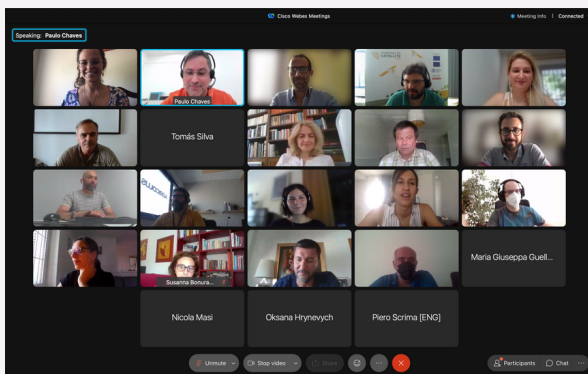 Cisco Webex Meetings
Meeting Info | Connected
Speaking: Paulo Chaves
Paulo Chaves
Tomás Silva
Susanna Bonura...
Maria Giuseppa Guell...
Nicola Masi
Oksana Hrynevych
Piero Scrima [ENG]
Unmute
Stop video
Share
Participants
Chat